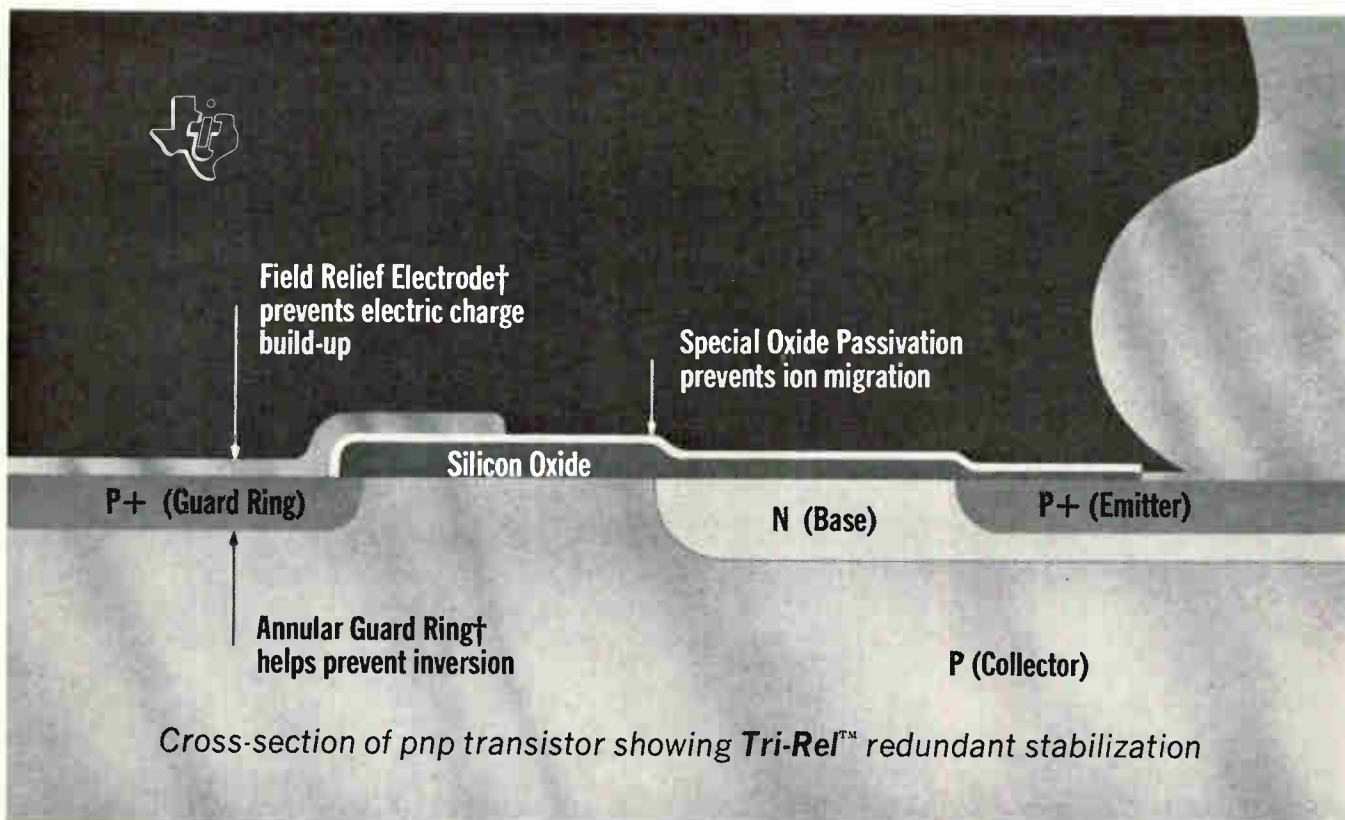 Field Relief Electrode†
prevents electric charge
build-up
Special Oxide Passivation
prevents ion migration
Silicon Oxide
P+ (Guard Ring)
N (Base)
P+ (Emitter)
Annular Guard Ring†
helps prevent inversion
P (Collector)
Cross-section of pnp transistor showing Tri-Rel™ redundant stabilization